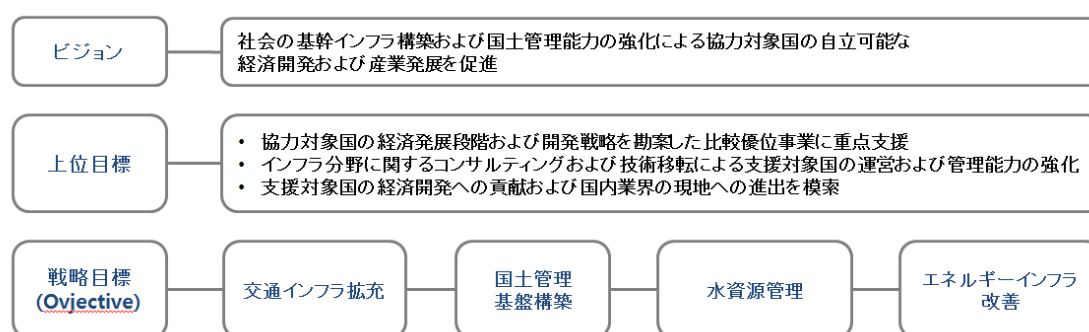 ビジョン
社会の基幹インフラ構築および国土管理能力の強化による協力対象国の自立可能な
経済開発および産業発展を促進
上位目標
• 協力対象国の経済発展段階および開発戦略を勘案した比較優位事業に重点支援
• インフラ分野に関するコンサルティングおよび技術移転による支援対象国の運営および管理能力の強化
• 支援対象国の経済開発への貢献および国内業界の現地への進出を模索
戦略目標
(Ovjective)
交通インフラ拡充
国土管理
基盤構築
水資源管理
エネルギーインフラ
改善